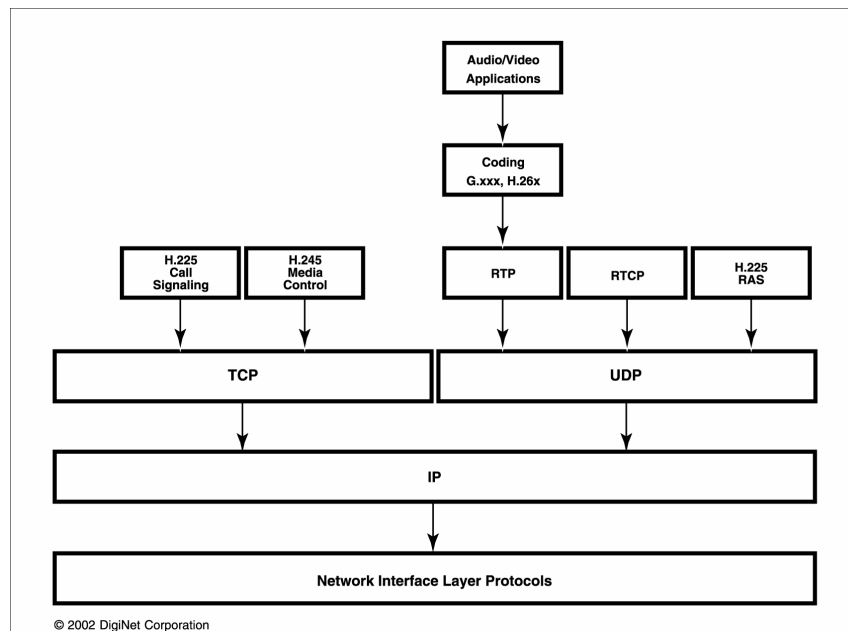 Audio/Video
Applications
Coding
G.xxx, H.26x
H.225
Call
Signaling
H.245
Media
Control
RTP
RTCP
H.225
RAS
TCP
UDP
IP
Network Interface Layer Protocols
© 2002 DigiNet Corporation